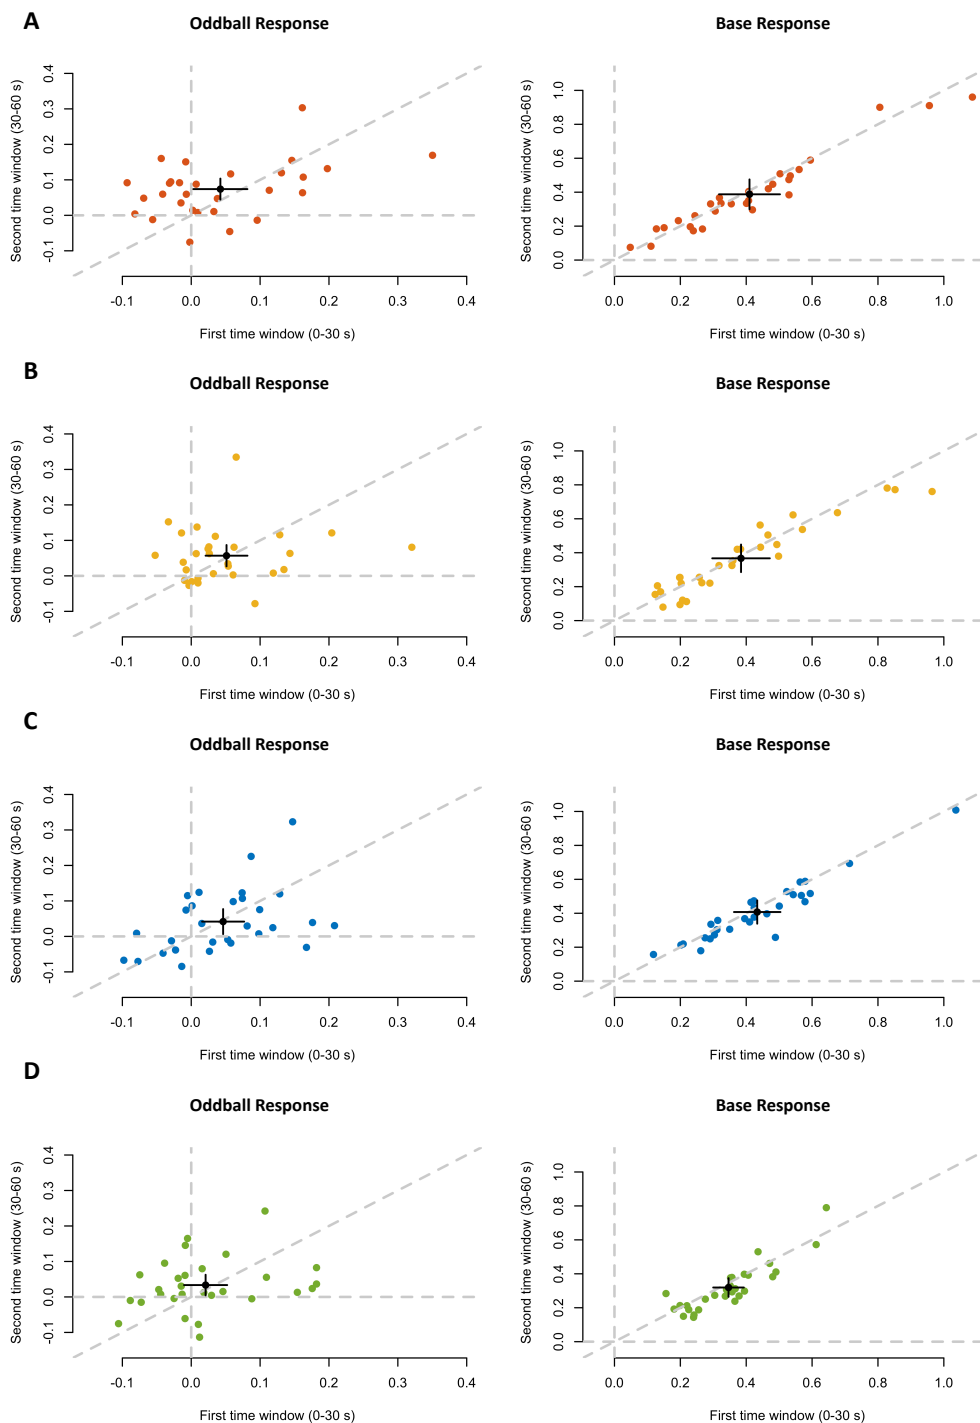 A
Oddball Response
Base Response
Second time window (30-60 s)
0.4
0.3
0.2
0.1
0.0
-0.1
-0.1 0.0 0.1 0.2 0.3 0.4
First time window (0-30 s)
Second time window (30-60 s)
1.0
0.8
0.6
0.4
0.2
0.0
0.0 0.2 0.4 0.6 0.8 1.0
First time window (0-30 s)
B
Oddball Response
Base Response
Second time window (30-60 s)
0.4
0.3
0.2
0.1
0.0
-0.1
-0.1 0.0 0.1 0.2 0.3 0.4
First time window (0-30 s)
Second time window (30-60 s)
1.0
0.8
0.6
0.4
0.2
0.0
0.0 0.2 0.4 0.6 0.8 1.0
First time window (0-30 s)
C
Oddball Response
Base Response
Second time window (30-60 s)
0.4
0.3
0.2
0.1
0.0
-0.1
-0.1 0.0 0.1 0.2 0.3 0.4
First time window (0-30 s)
Second time window (30-60 s)
1.0
0.8
0.6
0.4
0.2
0.0
0.0 0.2 0.4 0.6 0.8 1.0
First time window (0-30 s)
D
Oddball Response
Base Response
Second time window (30-60 s)
0.4
0.3
0.2
0.1
0.0
-0.1
-0.1 0.0 0.1 0.2 0.3 0.4
First time window (0-30 s)
Second time window (30-60 s)
1.0
0.8
0.6
0.4
0.2
0.0
0.0 0.2 0.4 0.6 0.8 1.0
First time window (0-30 s)